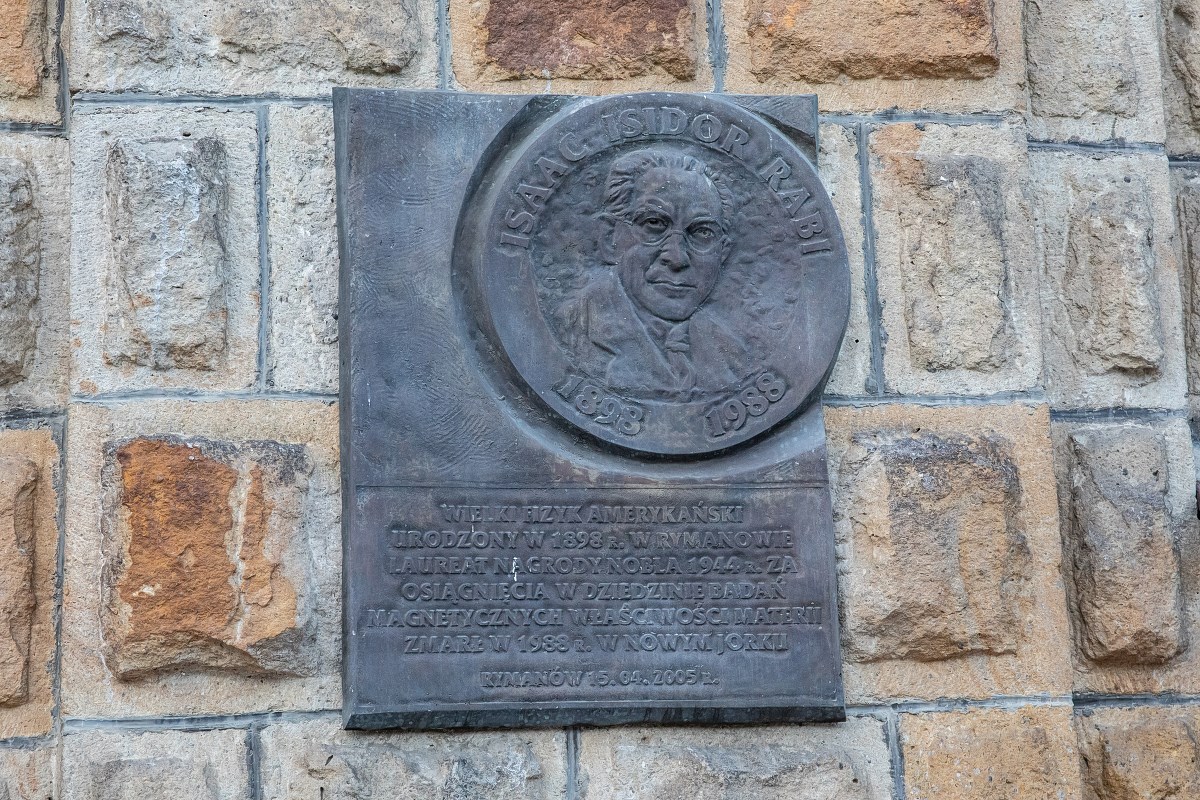 ISAAC ISIDOR RABI
1898 1988
WIELKI FIZYK AMERYKAŃSKI
URODZONY W 1898 R. W RYMANOWIE
LAUREAT NAGRODY NOBLA 1944 R. ZA
OSIĄGNIĘCIA W DZIEDZINIE BADAŃ
MAGNETYCZNYCH WŁAŚCIWOŚCI MATERII
ZMARŁ W 1988 R. W NOWYM JORKU
RYMANÓW 15.04.2005 R.